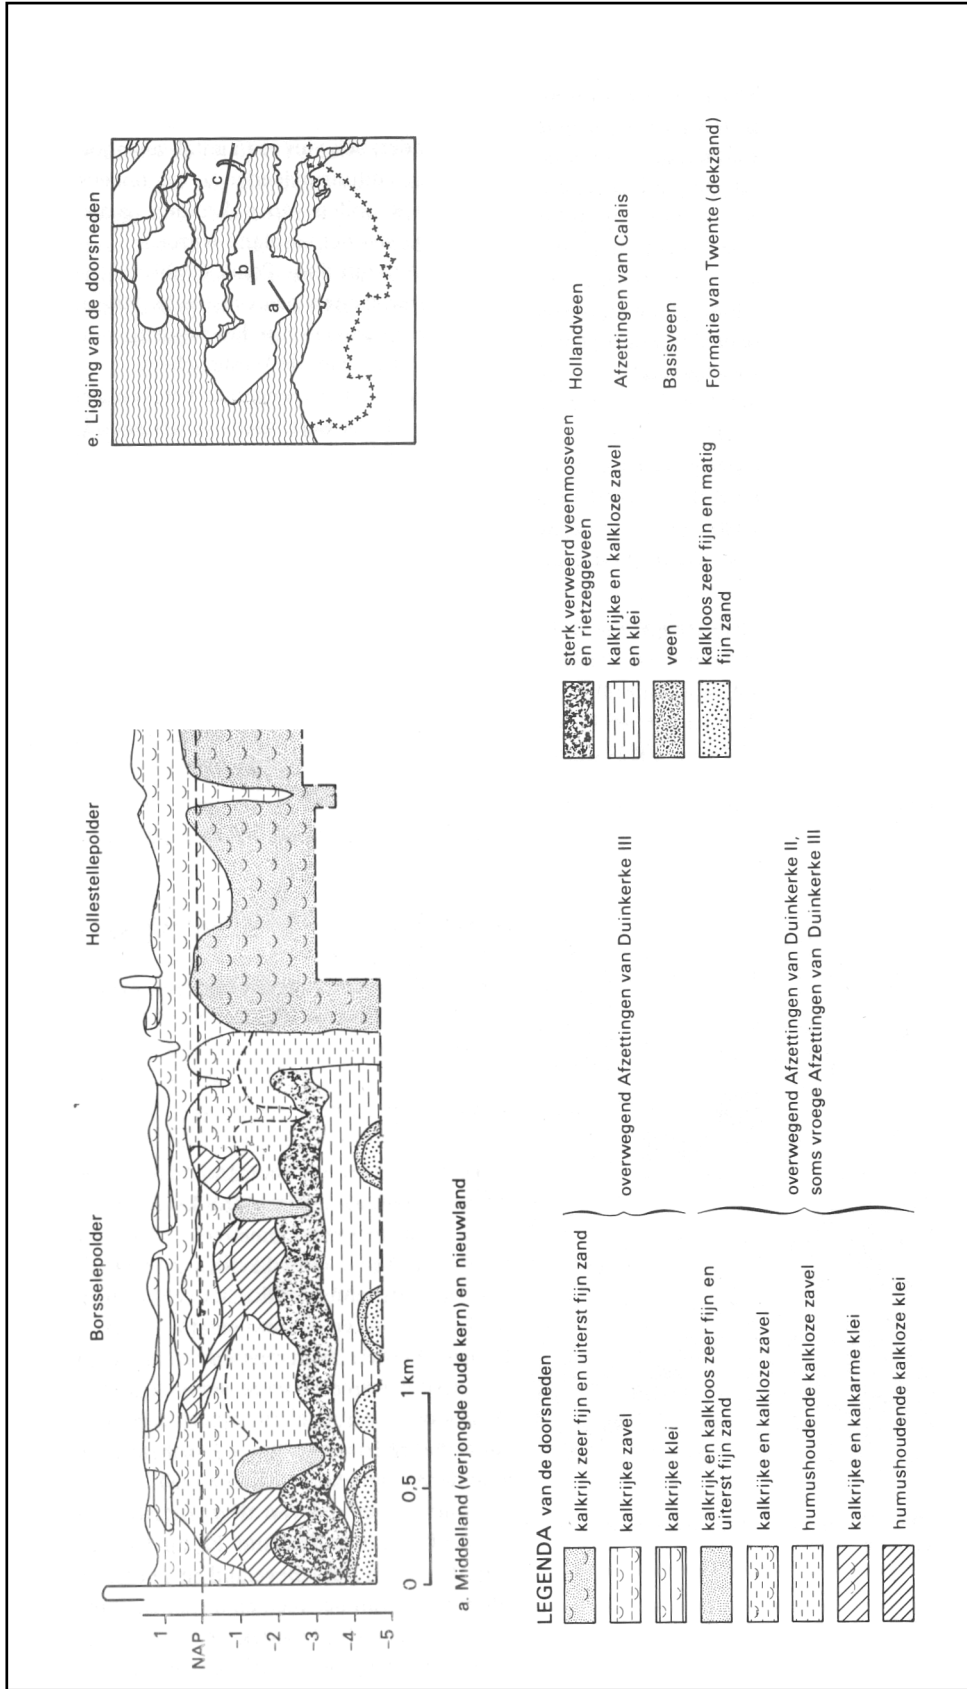 Borsselepolder
Hollestellepolder
1
NAP
-1
-2
-3
-4
-5
0
0,5
1 km
a. Middelland (verjongde oude kern) en nieuwland
e. Ligging van de doorsneden
a
b
c
LEGENDA van de doorsneden
kalkrijk zeer fijn en uiterst fijn zand
kalkrijke zavel
kalkrijke klei
overwegend Afzettingen van Duinkerke III
kalkrijk en kalkloos zeer fijn en
uiterst fijn zand
kalkrijke en kalkloze zavel
humushoudende kalkloze zavel
kalkrijke en kalkarme klei
humushoudende kalkloze klei
overwegend Afzettingen van Duinkerke II,
soms vroege Afzettingen van Duinkerke III
sterk verweerd veenmosveen
en rietzeggeveen
Hollandveen
kalkrijke en kalkloze zavel
en klei
Afzettingen van Calais
veen
Basisveen
kalkloos zeer fijn en matig
fijn zand
Formatie van Twente (dekzand)